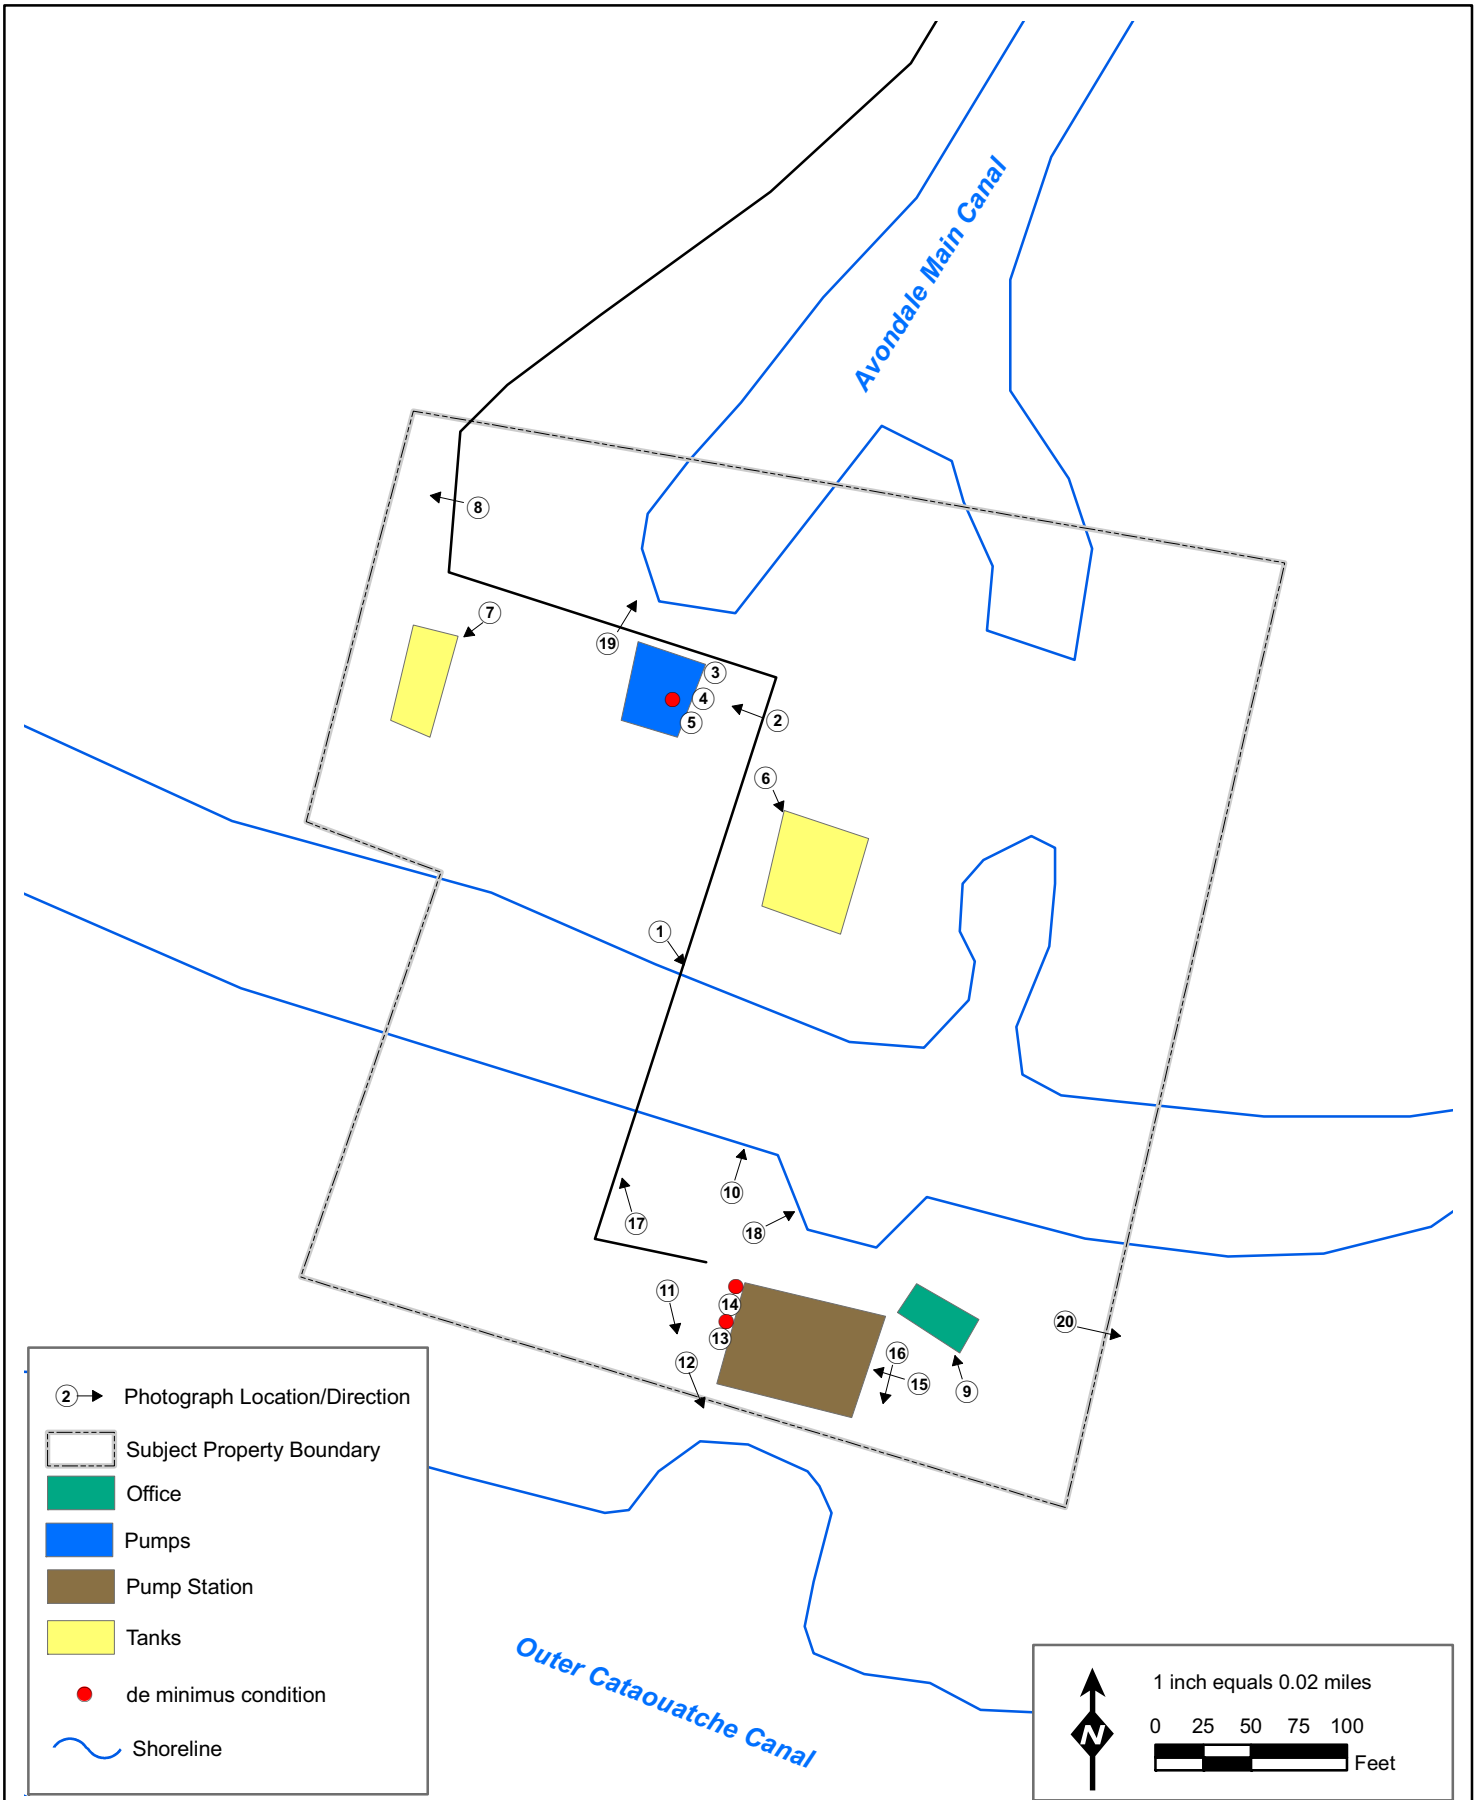 Avondale Main Canal
8
7
19
3
4
5
2
6
1
10
17
18
11
14
13
12
16
15
9
20
2 Photograph Location/Direction
Subject Property Boundary
Office
Pumps
Pump Station
Tanks
de minimus condition
Shoreline
Outer Cataouatche Canal
N
1 inch equals 0.02 miles
0 25 50 75 100
Feet